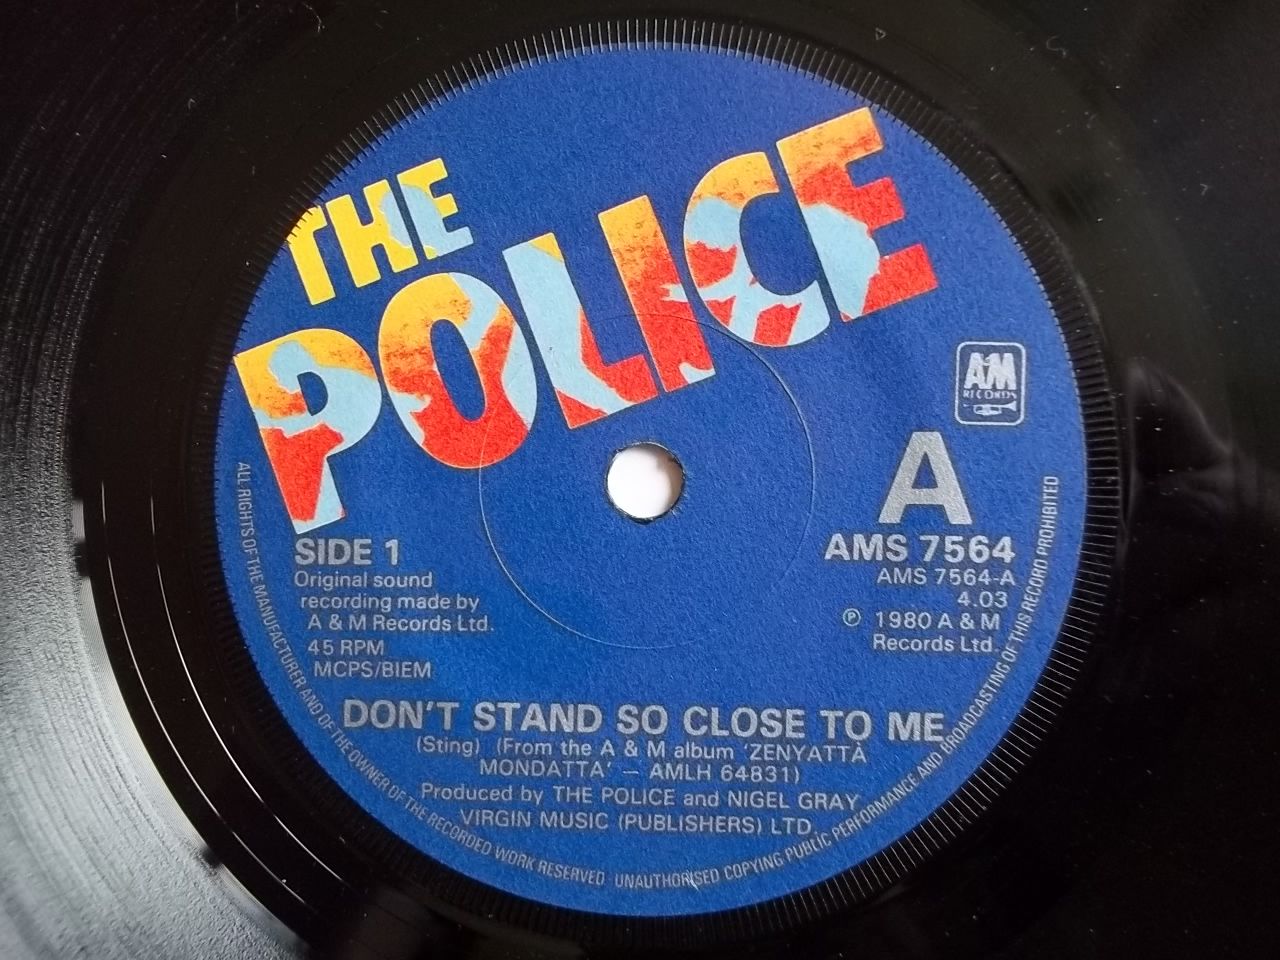 THE
POLICE
A&M
RECORDS
A
SIDE 1
Original sound
recording made by
A & M Records Ltd.
45 RPM
MCPS/BIEM
AMS 7564
AMS 7564-A
4.03
℗ 1980 A & M
Records Ltd.
DON'T STAND SO CLOSE TO ME
(Sting) (From the A & M album 'ZENYATTÀ
MONDATTA' – AMLH 64831)
Produced by THE POLICE and NIGEL GRAY
VIRGIN MUSIC (PUBLISHERS) LTD.
ALL RIGHTS OF THE MANUFACTURER AND OF THE OWNER OF THE RECORDED WORK RESERVED. UNAUTHORISED COPYING PUBLIC PERFORMANCE AND BROADCASTING OF THIS RECORD PROHIBITED